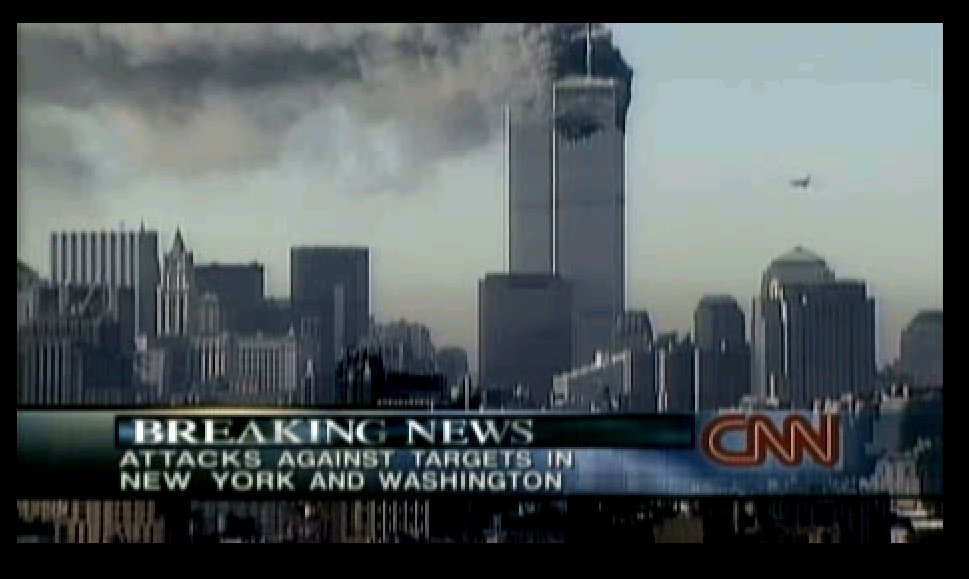 BREAKING NEWS
CNN
ATTACKS AGAINST TARGETS IN
NEW YORK AND WASHINGTON